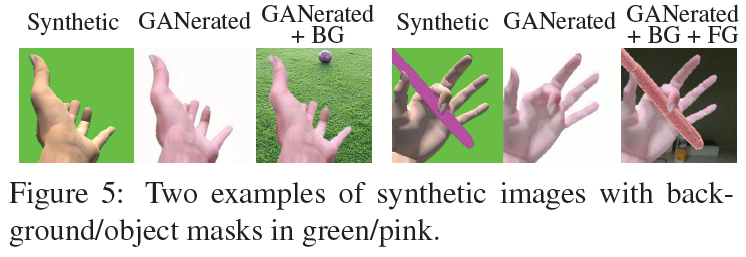 Synthetic GANerated GANerated + BG Synthetic GANerated GANerated + BG + FG
Figure 5: Two examples of synthetic images with back-
ground/object masks in green/pink.